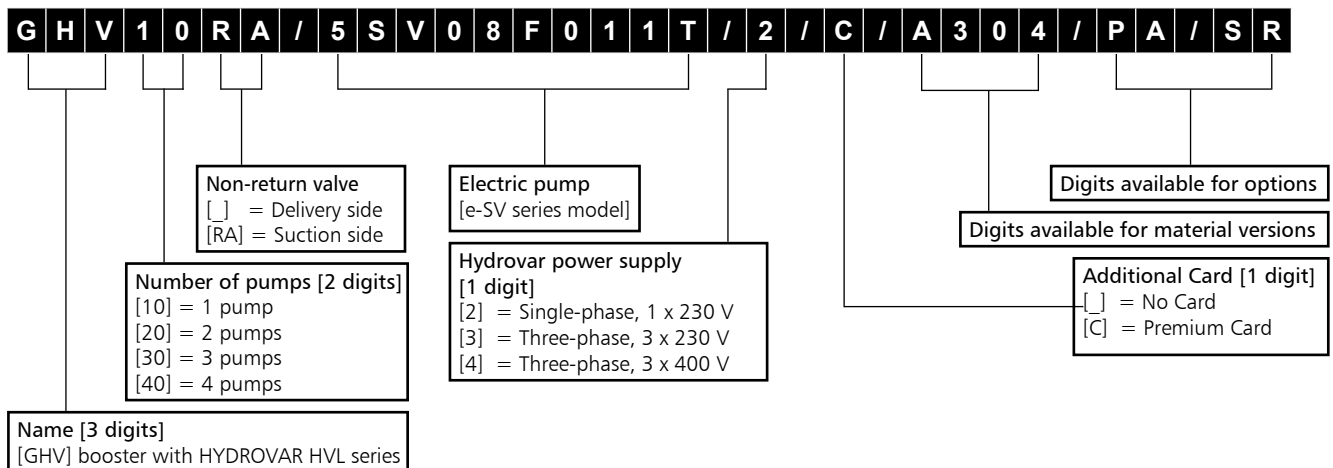 GHV10RA/5SV08F011T/2/C/A304/PA/SR
Non-return valve
[_] = Delivery side
[RA] = Suction side
Electric pump
[e-SV series model]
Digits available for options
Digits available for material versions
Number of pumps [2 digits]
[10] = 1 pump
[20] = 2 pumps
[30] = 3 pumps
[40] = 4 pumps
Hydrovar power supply
[1 digit]
[2] = Single-phase, 1 x 230 V
[3] = Three-phase, 3 x 230 V
[4] = Three-phase, 3 x 400 V
Additional Card [1 digit]
[_] = No Card
[C] = Premium Card
Name [3 digits]
[GHV] booster with HYDROVAR HVL series